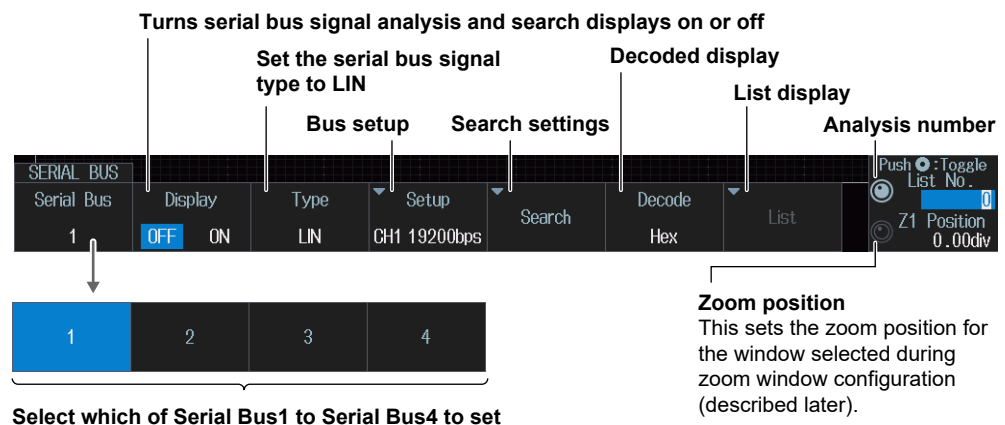 Turns serial bus signal analysis and search displays on or off
Set the serial bus signal
type to LIN
Decoded display
List display
Bus setup
Search settings
Analysis number
SERIAL BUS
Serial Bus
1
Display
OFF ON
Type
LIN
Setup
CH1 19200bps
Search
Decode
Hex
List
Push :Toggle
List No.
0
Z1 Position
0.00div
1 2 3 4
Select which of Serial Bus1 to Serial Bus4 to set
Zoom position
This sets the zoom position for
the window selected during
zoom window configuration
(described later).